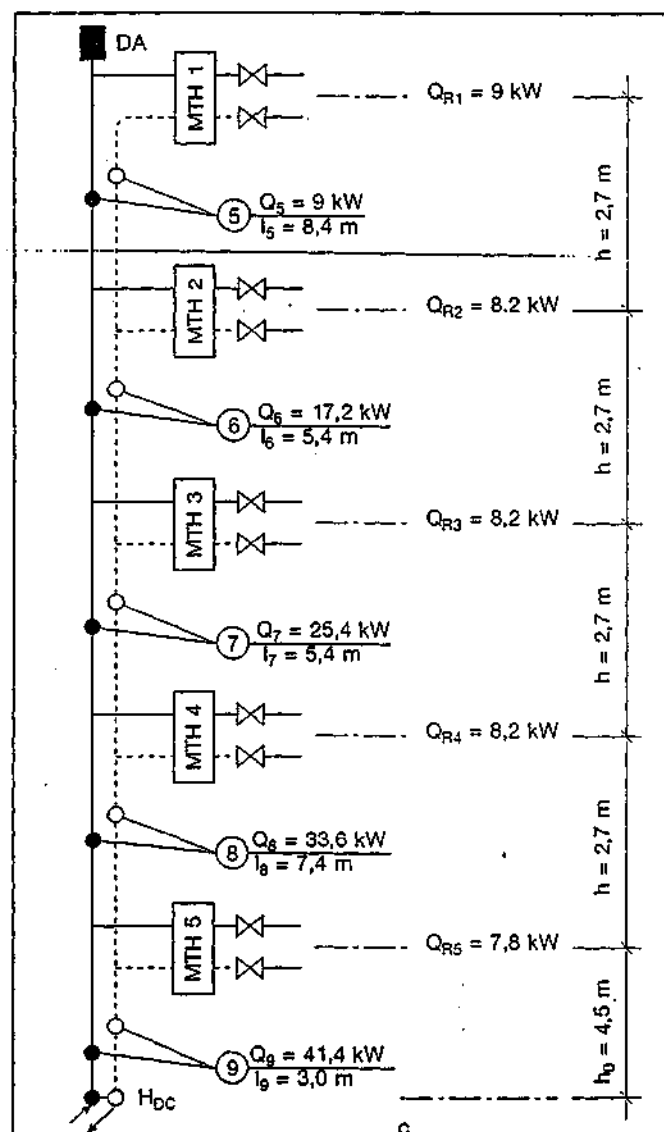 DA
MTH 1
Q_R1 = 9 kW
h = 2,7 m
5
Q_5 = 9 kW
l_5 = 8,4 m
MTH 2
Q_R2 = 8.2 kW
h = 2,7 m
6
Q_6 = 17,2 kW
l_6 = 5,4 m
MTH 3
Q_R3 = 8,2 kW
h = 2,7 m
7
Q_7 = 25,4 kW
l_7 = 5,4 m
MTH 4
Q_R4 = 8,2 kW
h = 2,7 m
8
Q_8 = 33,6 kW
l_8 = 7,4 m
MTH 5
Q_R5 = 7,8 kW
h_0 = 4,5 m
9
Q_9 = 41,4 kW
l_9 = 3,0 m
H_DC